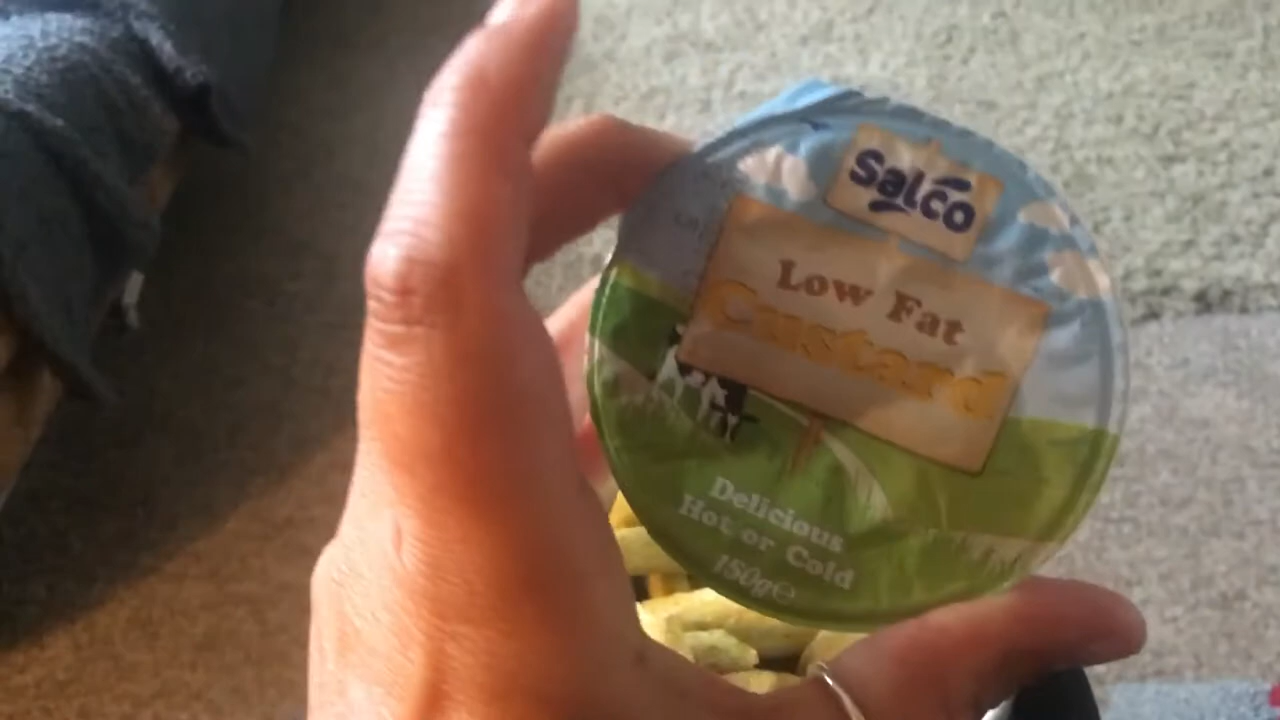 Salco
Low Fat
Custard
Delicious
Hot or Cold
150g℮